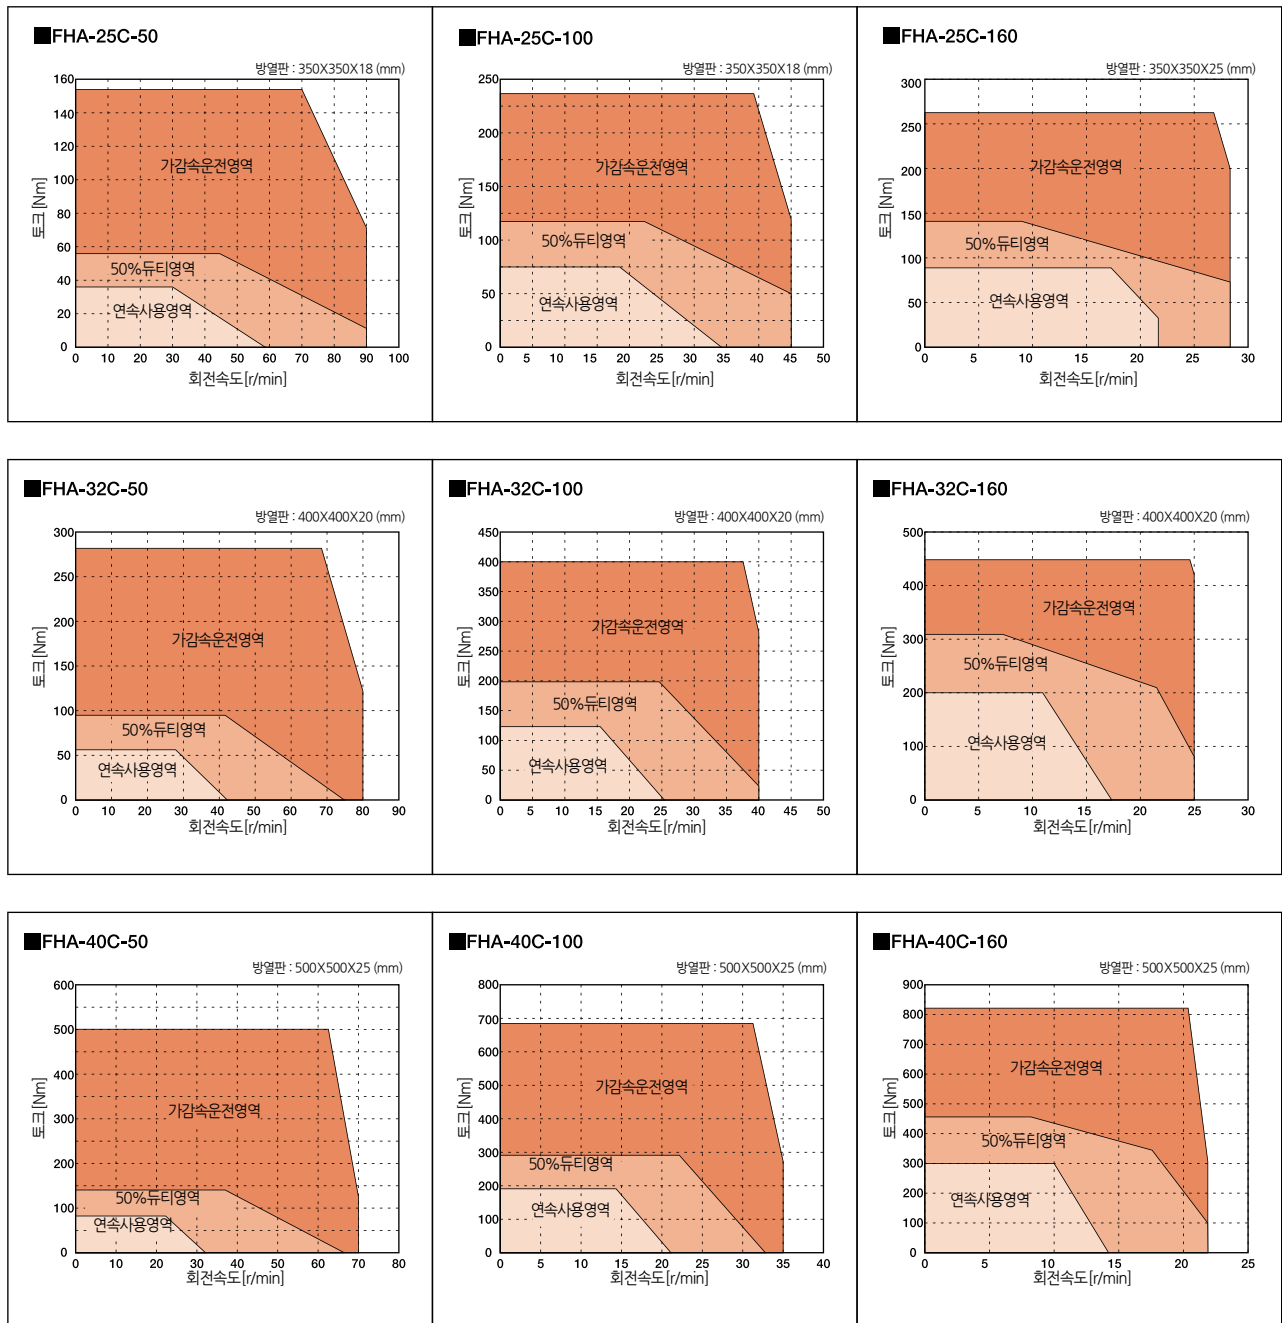 ■FHA-25C-50
방열판 : 350X350X18 (mm)
160
140
120
100
80
60
40
20
0
토크 [Nm]
가감속운전영역
50%듀티영역
연속사용영역
0 10 20 30 40 50 60 70 80 90 100
회전속도[r/min]
■FHA-25C-100
방열판 : 350X350X18 (mm)
250
200
150
100
50
0
토크 [Nm]
가감속운전영역
50%듀티영역
연속사용영역
0 5 10 15 20 25 30 35 40 45 50
회전속도[r/min]
■FHA-25C-160
방열판 : 350X350X25 (mm)
300
250
200
150
100
50
0
토크 [Nm]
가감속운전영역
50%듀티영역
연속사용영역
0 5 10 15 20 25 30
회전속도[r/min]
■FHA-32C-50
방열판 : 400X400X20 (mm)
300
250
200
150
100
50
0
토크 [Nm]
가감속운전영역
50%듀티영역
연속사용영역
0 10 20 30 40 50 60 70 80 90
회전속도[r/min]
■FHA-32C-100
방열판 : 400X400X20 (mm)
450
400
350
300
250
200
150
100
50
0
토크 [Nm]
가감속운전영역
50%듀티영역
연속사용영역
0 5 10 15 20 25 30 35 40 45 50
회전속도[r/min]
■FHA-32C-160
방열판 : 400X400X20 (mm)
500
400
300
200
100
0
토크 [Nm]
가감속운전영역
50%듀티영역
연속사용영역
0 5 10 15 20 25 30
회전속도[r/min]
■FHA-40C-50
방열판 : 500X500X25 (mm)
600
500
400
300
200
100
0
토크 [Nm]
가감속운전영역
50%듀티영역
연속사용영역
0 10 20 30 40 50 60 70 80
회전속도[r/min]
■FHA-40C-100
방열판 : 500X500X25 (mm)
800
700
600
500
400
300
200
100
0
토크 [Nm]
가감속운전영역
50%듀티영역
연속사용영역
0 5 10 15 20 25 30 35 40
회전속도[r/min]
■FHA-40C-160
방열판 : 500X500X25 (mm)
900
800
700
600
500
400
300
200
100
0
토크 [Nm]
가감속운전영역
50%듀티영역
연속사용영역
0 5 10 15 20 25
회전속도[r/min]